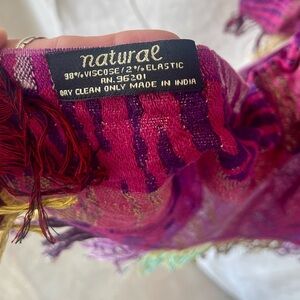 natural
98% VISCOSE/2% ELASTIC
RN.96201
DRY CLEAN ONLY MADE IN INDIA